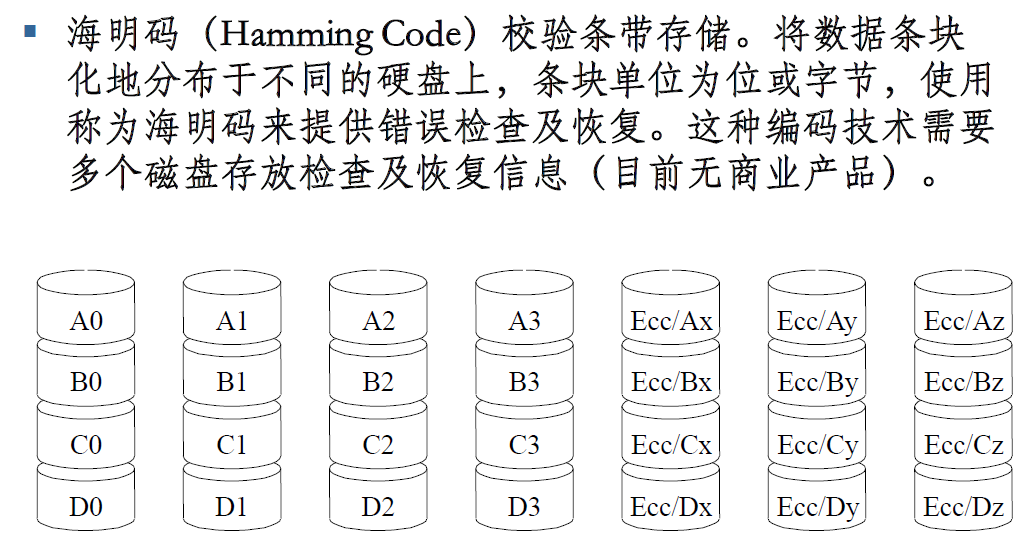 海明码（Hamming Code）校验条带存储。将数据条块
化地分布于不同的硬盘上，条块单位为位或字节，使用
称为海明码来提供错误检查及恢复。这种编码技术需要
多个磁盘存放检查及恢复信息（目前无商业产品）。
A0 A1 A2 A3 Ecc/Ax Ecc/Ay Ecc/Az
B0 B1 B2 B3 Ecc/Bx Ecc/By Ecc/Bz
C0 C1 C2 C3 Ecc/Cx Ecc/Cy Ecc/Cz
D0 D1 D2 D3 Ecc/Dx Ecc/Dy Ecc/Dz